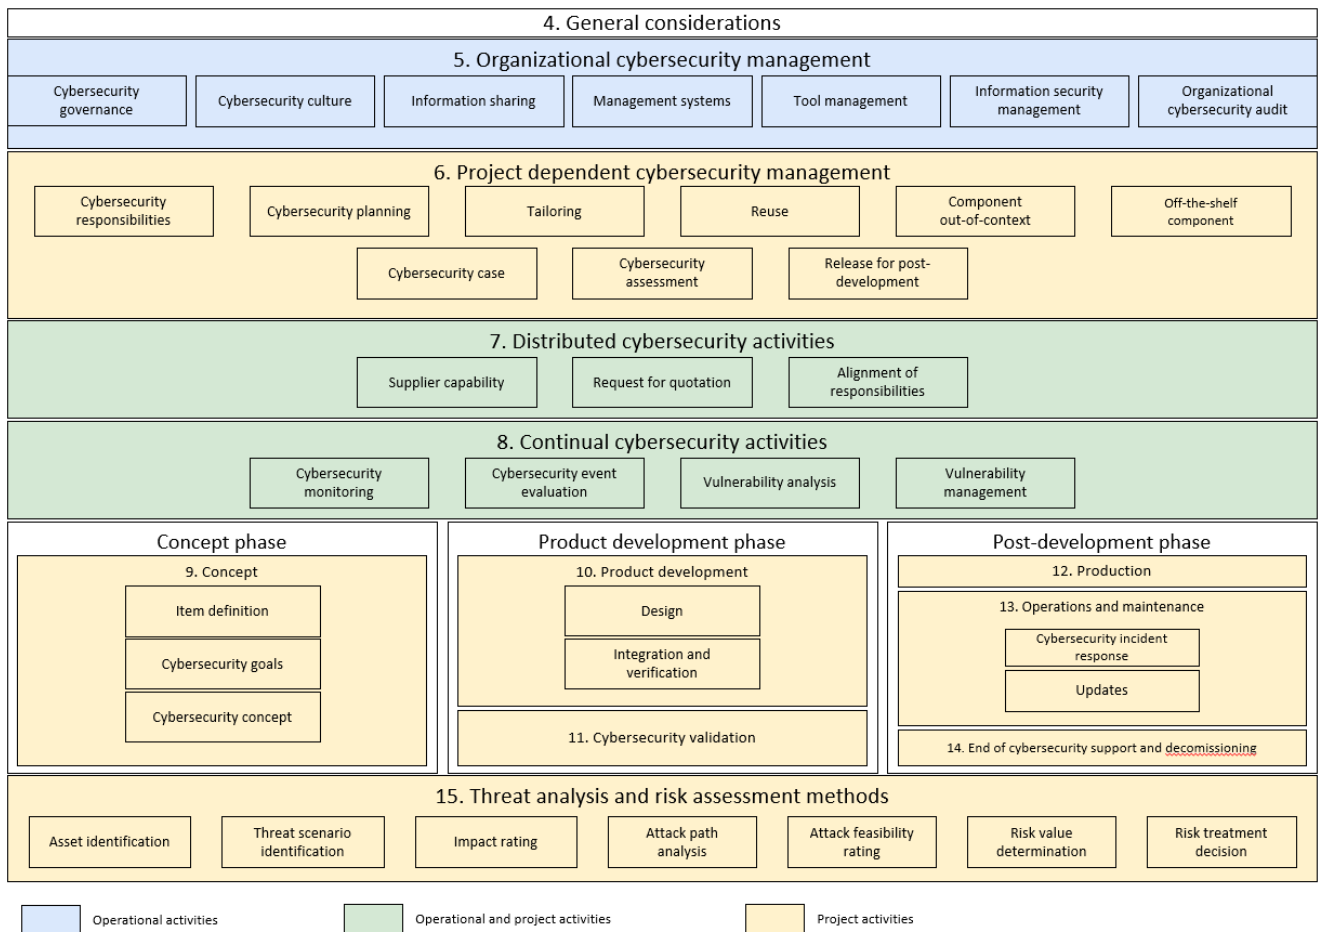 4. General considerations
5. Organizational cybersecurity management
Cybersecurity
governance
Cybersecurity culture
Information sharing
Management systems
Tool management
Information security
management
Organizational
cybersecurity audit
6. Project dependent cybersecurity management
Cybersecurity
responsibilities
Cybersecurity planning
Tailoring
Reuse
Component
out-of-context
Off-the-shelf
component
Cybersecurity case
Cybersecurity
assessment
Release for post-
development
7. Distributed cybersecurity activities
Supplier capability
Request for quotation
Alignment of
responsibilities
8. Continual cybersecurity activities
Cybersecurity
monitoring
Cybersecurity event
evaluation
Vulnerability analysis
Vulnerability
management
Concept phase
9. Concept
Item definition
Cybersecurity goals
Cybersecurity concept
Product development phase
10. Product development
Design
Integration and
verification
11. Cybersecurity validation
Post-development phase
12. Production
13. Operations and maintenance
Cybersecurity incident
response
Updates
14. End of cybersecurity support and decomissioning
15. Threat analysis and risk assessment methods
Asset identification
Threat scenario
identification
Impact rating
Attack path
analysis
Attack feasibility
rating
Risk value
determination
Risk treatment
decision
Operational activities
Operational and project activities
Project activities